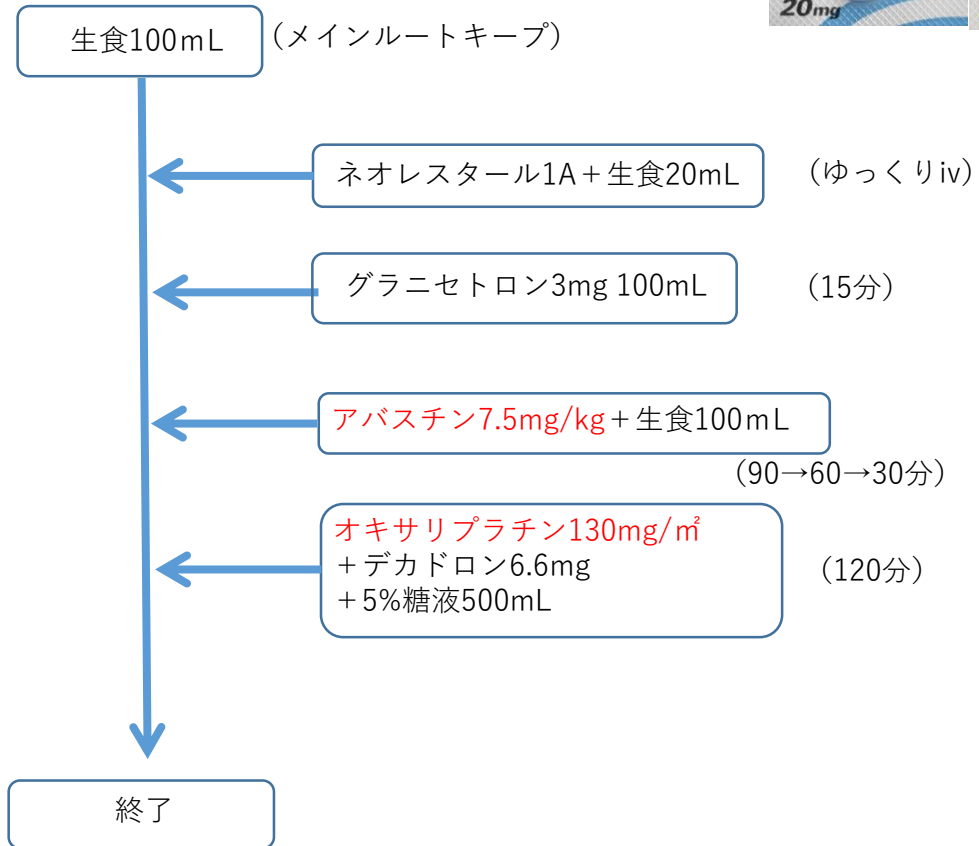 20mg
生食100mL (メインルートキープ)
ネオレスタール1A+生食20mL (ゆっくりiv)
グラニセトロン3mg 100mL (15分)
アバスチン7.5mg/kg+生食100mL
(90→60→30分)
オキサリプラチン130mg/㎡
+デカドロン6.6mg
+5%糖液500mL
(120分)
終了